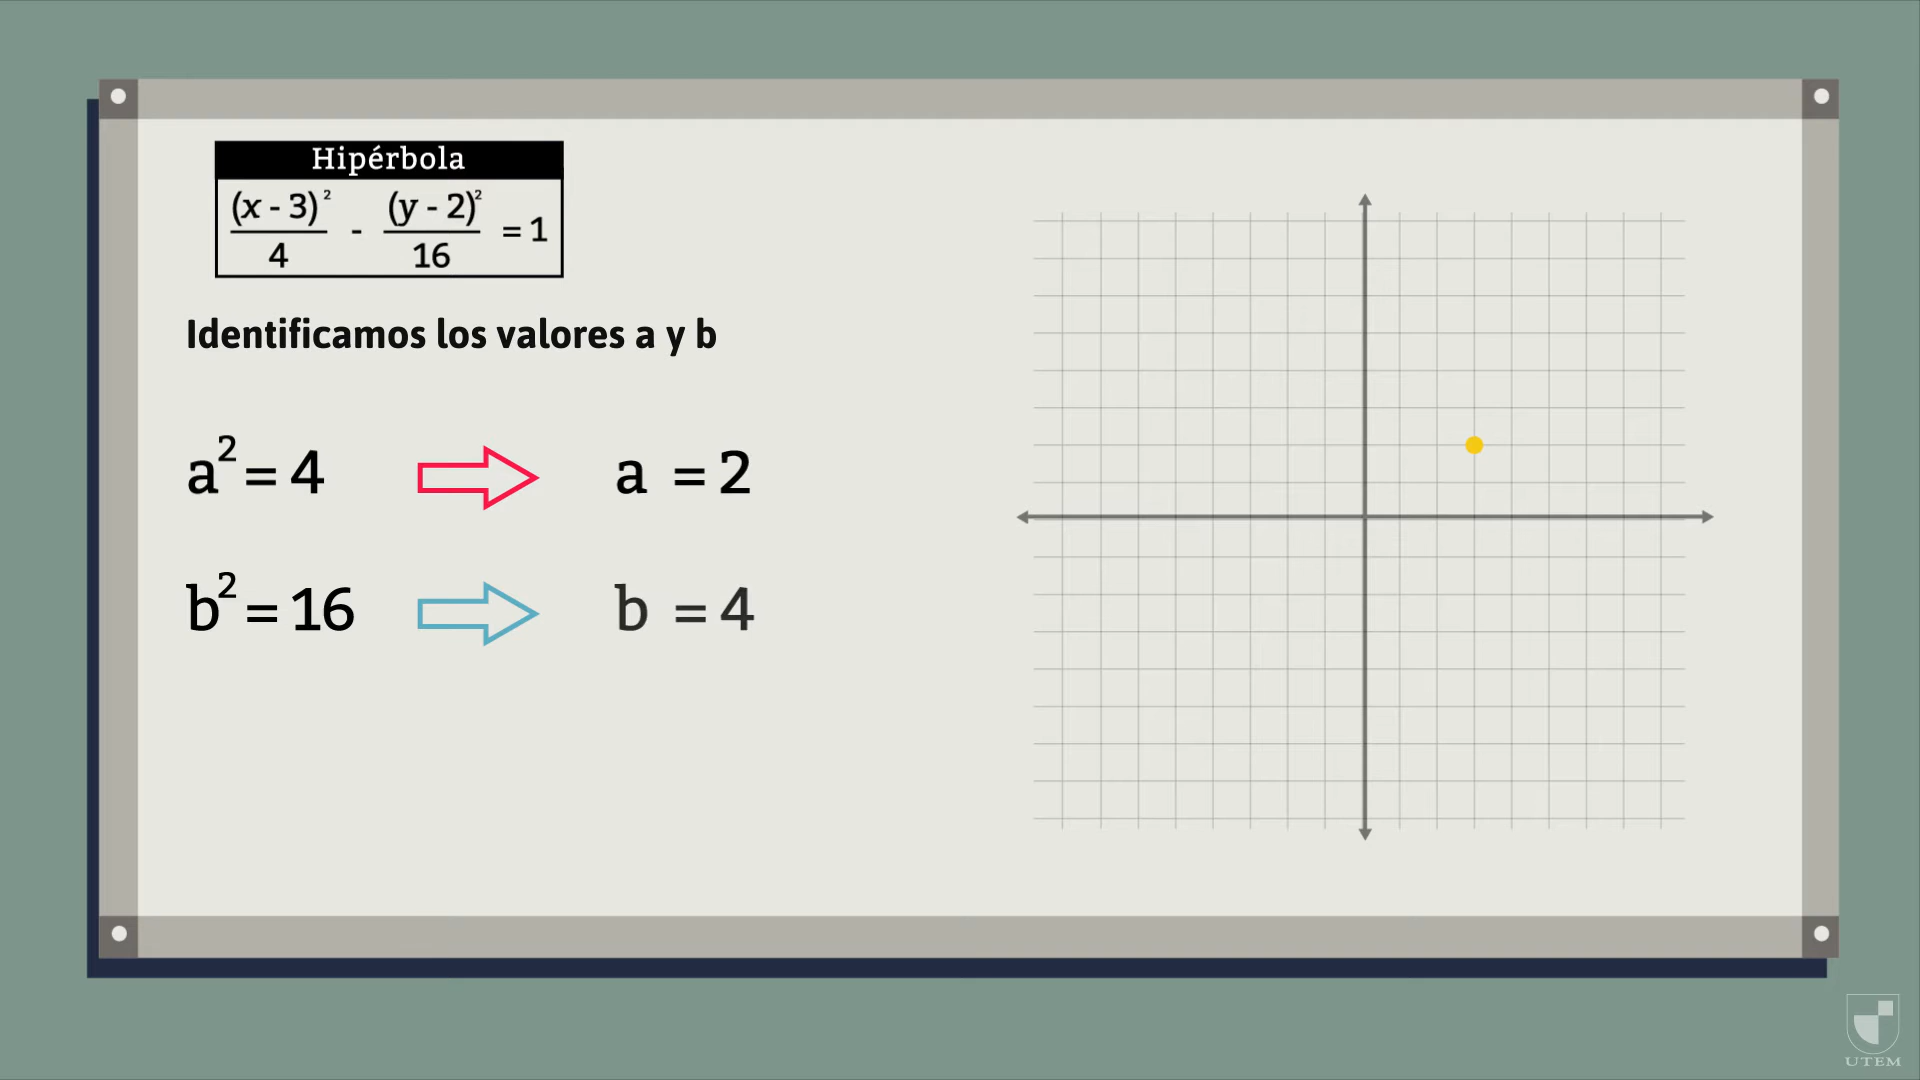 Hipérbola
(x - 3)² / 4 - (y - 2)² / 16 = 1
Identificamos los valores a y b
a² = 4 a = 2
b² = 16 b = 4
UTEM